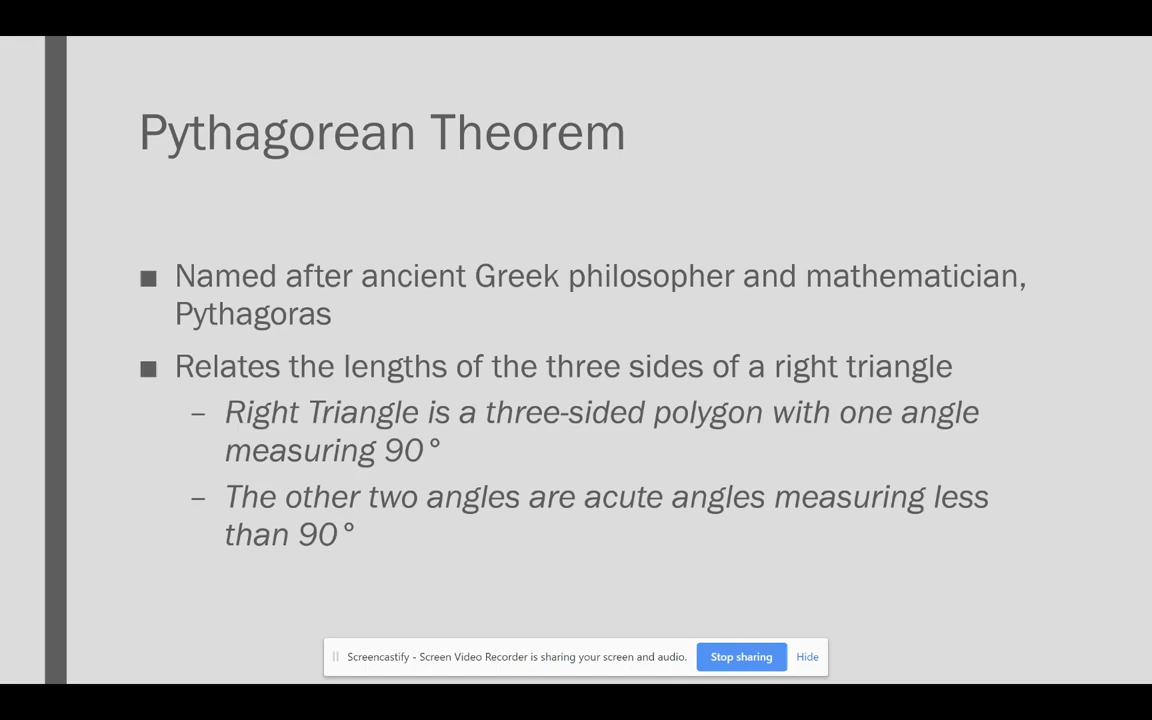 Pythagorean Theorem
■ Named after ancient Greek philosopher and mathematician,
Pythagoras
■ Relates the lengths of the three sides of a right triangle
– Right Triangle is a three-sided polygon with one angle
measuring 90°
– The other two angles are acute angles measuring less
than 90°
Screencastify - Screen Video Recorder is sharing your screen and audio. Stop sharing Hide